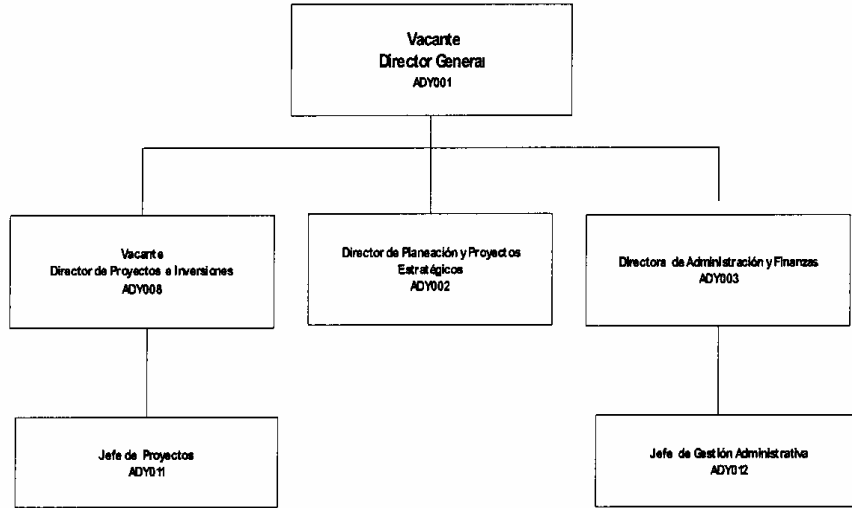 Vacante
Director General
ADY001
Vacante
Director de Proyectos e Inversiones
ADY008
Director de Planeación y Proyectos
Estratégicos
ADY002
Directora de Administración y Finanzas
ADY003
Jefe de Proyectos
ADY011
Jefe de Gestión Administrativa
ADY012